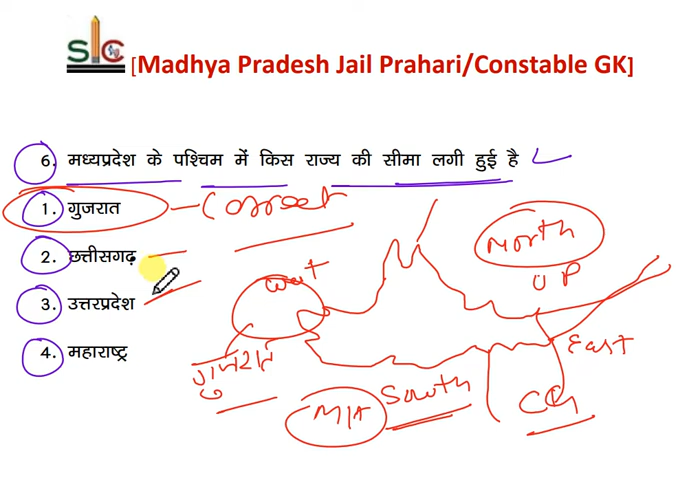 SIC
[Madhya Pradesh Jail Prahari/Constable GK]
6. मध्यप्रदेश के पश्चिम में किस राज्य की सीमा लगी हुई है
1. गुजरात - Correct
2. छत्तीसगढ़
3. उत्तरप्रदेश
4. महाराष्ट्र
North
UP
West
East
गुजरात
South
MH
CG